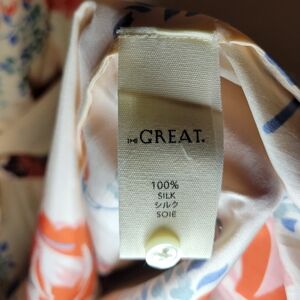 THE GREAT.
100%
SILK
シルク
SOIE